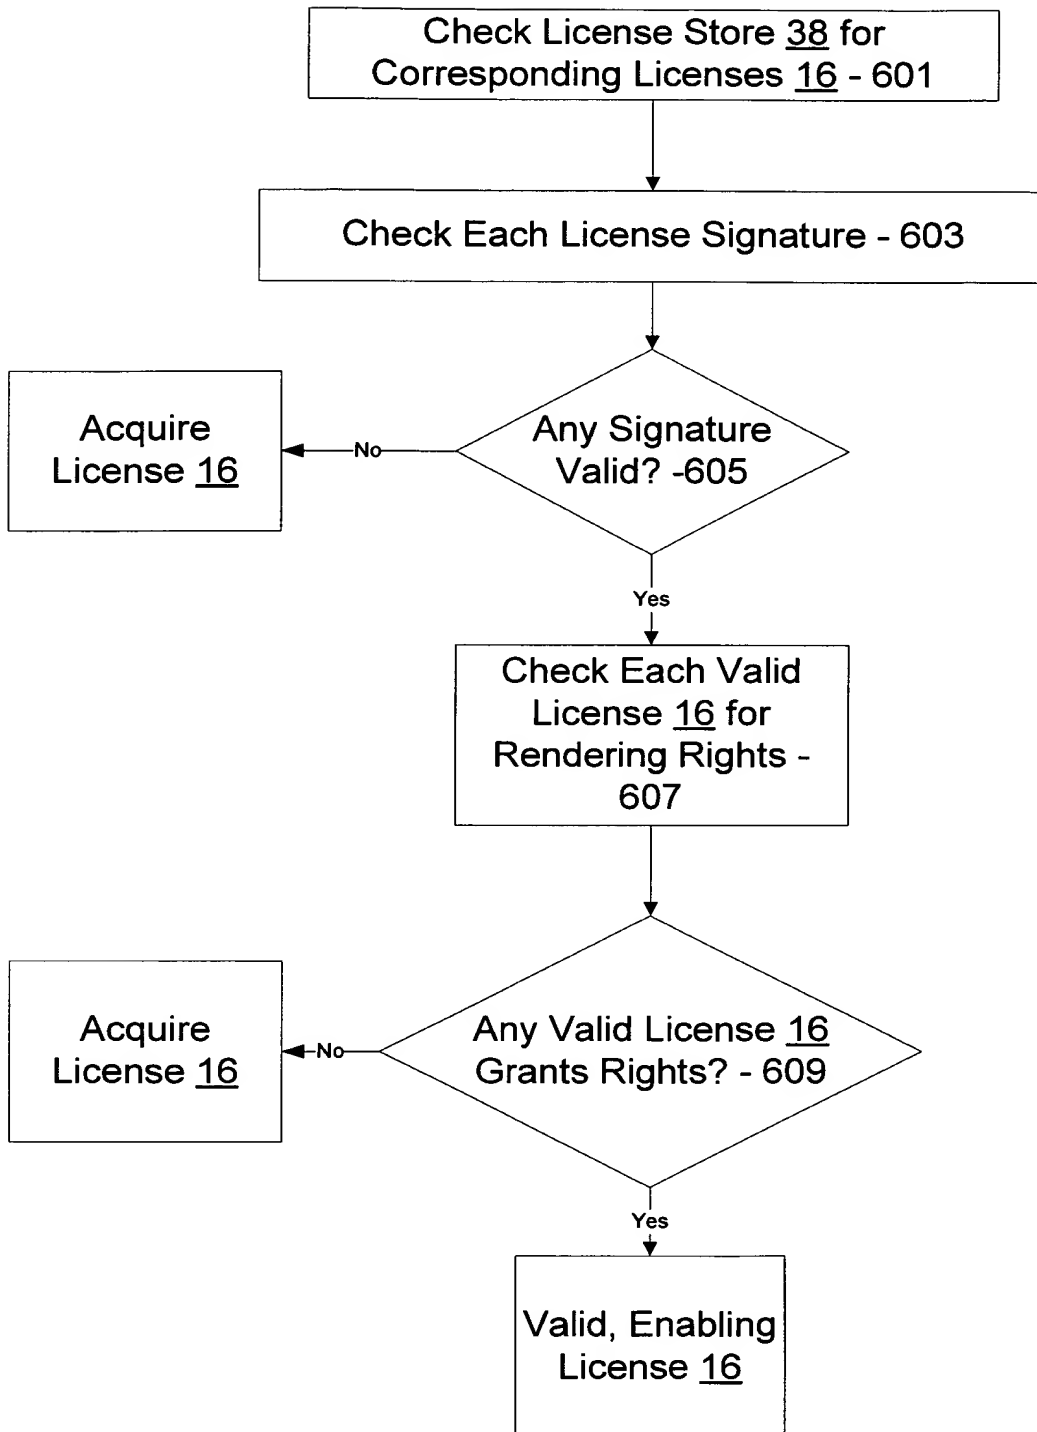 Check License Store 38 for
Corresponding Licenses 16 - 601
Check Each License Signature - 603
Any Signature
Valid? -605
No
Acquire
License 16
Yes
Check Each Valid
License 16 for
Rendering Rights -
607
Any Valid License 16
Grants Rights? - 609
No
Acquire
License 16
Yes
Valid, Enabling
License 16